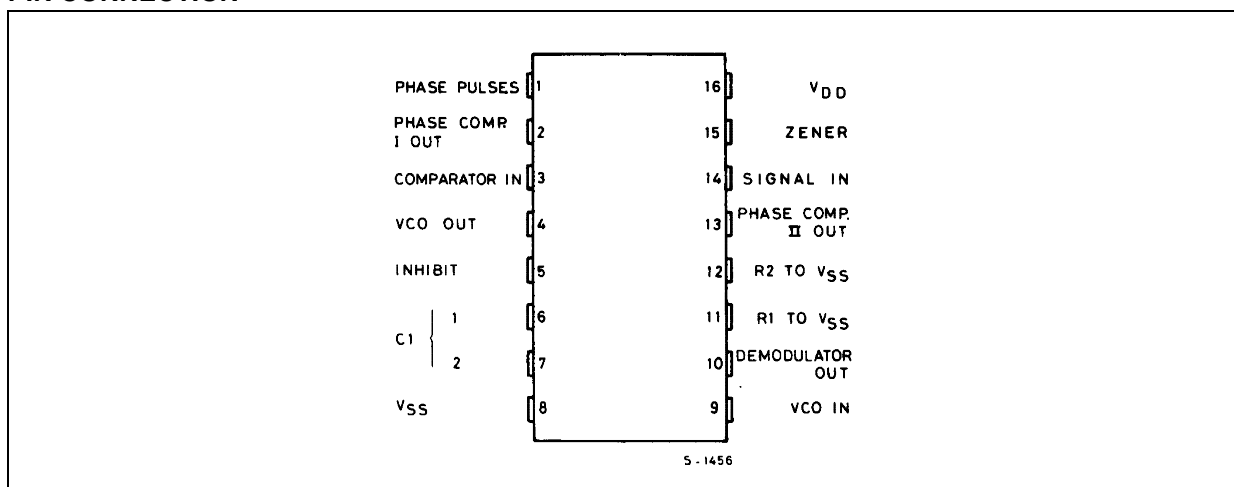 PHASE PULSES 1 16 VDD
PHASE COMP.
I OUT 2 15 ZENER
COMPARATOR IN 3 14 SIGNAL IN
VCO OUT 4 13 PHASE COMP.
II OUT
INHIBIT 5 12 R2 TO VSS
C1 1 6 11 R1 TO VSS
2 7 10 DEMODULATOR
OUT
VSS 8 9 VCO IN
S-1456